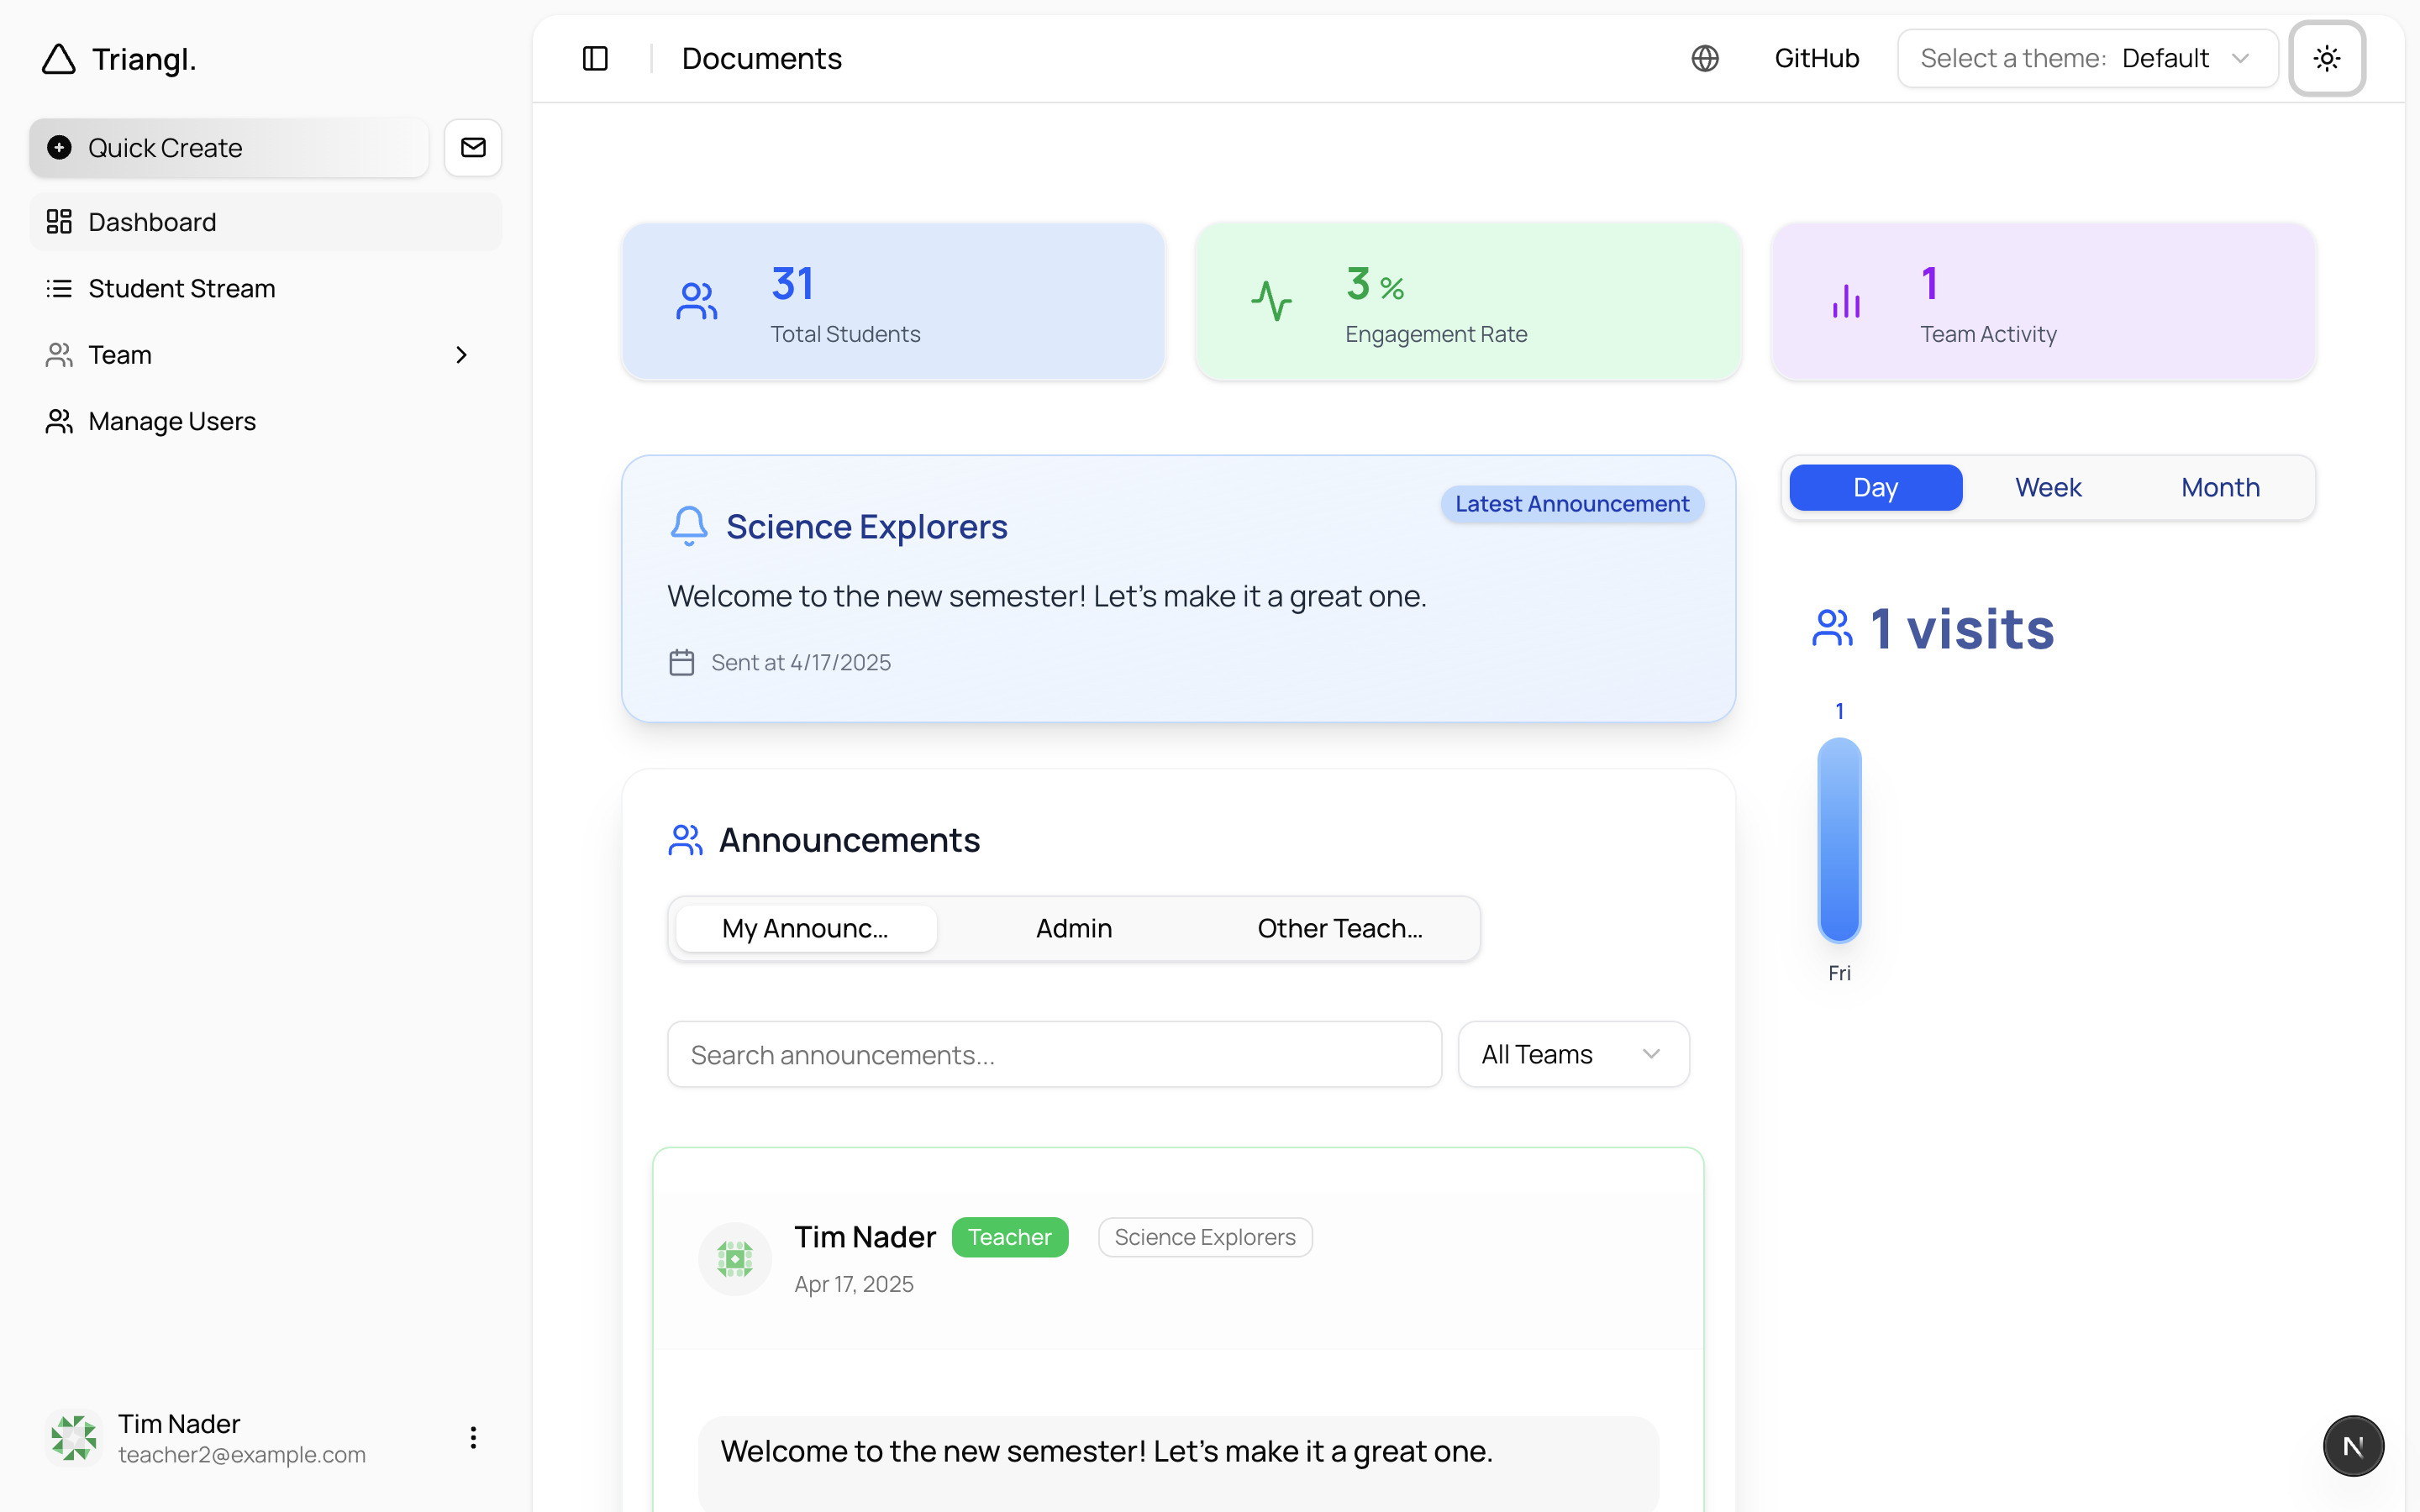 Triangl.
Quick Create
Dashboard
Student Stream
Team
Manage Users
Tim Nader
teacher2@example.com
Documents
GitHub
Select a theme: Default
31
Total Students
3 %
Engagement Rate
1
Team Activity
Science Explorers
Latest Announcement
Welcome to the new semester! Let's make it a great one.
Sent at 4/17/2025
Day Week Month
1 visits
1
Fri
Announcements
My Announc... Admin Other Teach...
Search announcements...
All Teams
Tim Nader Teacher Science Explorers
Apr 17, 2025
Welcome to the new semester! Let's make it a great one.
N